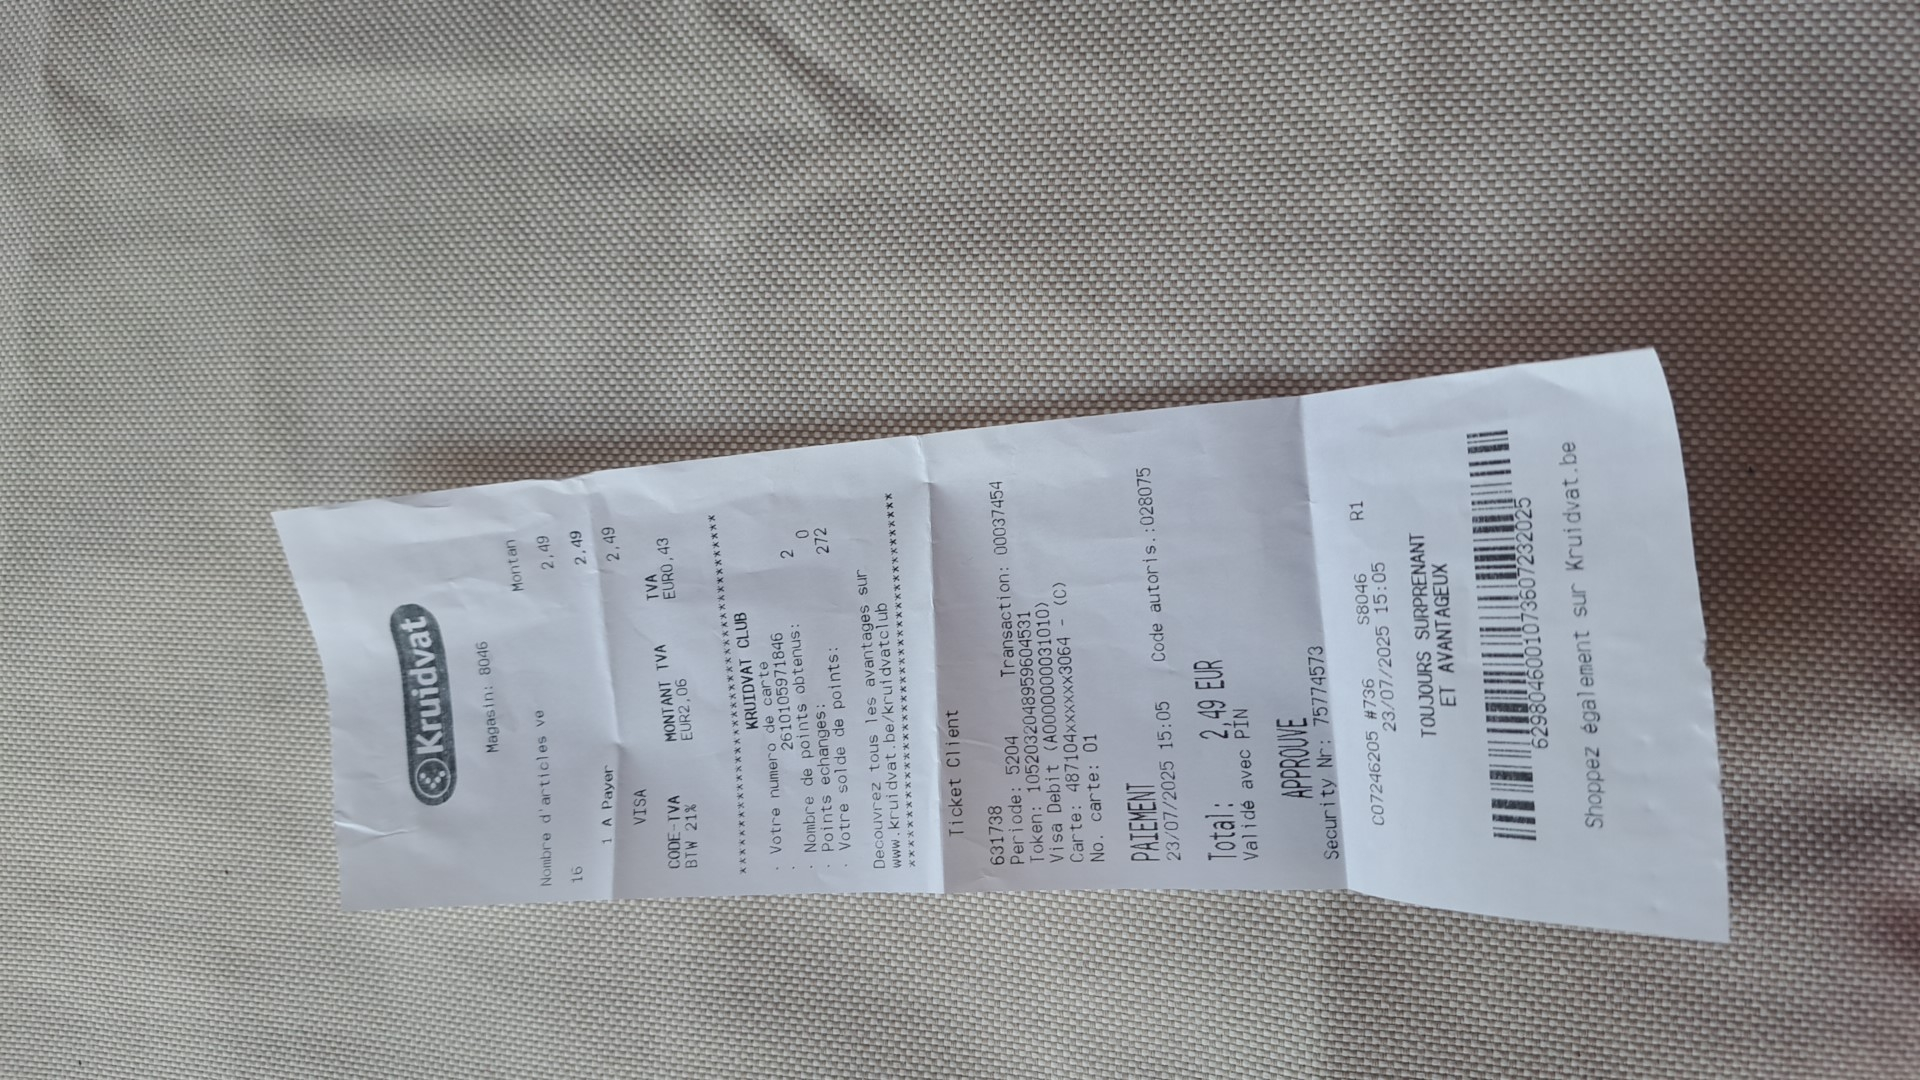 Kruidvat
Magasin: 8046
Montan
Nombre d'articles ve 2,49
16 2,49
1 A Payer 2,49
VISA
CODE-TVA MONTANT TVA TVA
BTW 21% EUR2,06 EUR0,43
KRUIDVAT CLUB
. Votre numero de carte
2610105971846 2
. Nombre de points obtenus: 0
. Points echanges: 272
. Votre solde de points:
Decouvrez tous les avantages sur
www.kruidvat.be/kruidvatclub
Ticket Client
631738
Periode: 5204 Transaction: 00037454
Token: 1052032048959604531
Visa Debit (A0000000031010)
Carte: 487104xxxxxx3064 - (C)
No. carte: 01
PAIEMENT
23/07/2025 15:05 Code autoris.:028075
Total: 2,49 EUR
Validé avec PIN
APPROUVE
Security Nr: 75774573
C07246205 #736 S8046 R1
23/07/2025 15:05
TOUJOURS SURPRENANT
ET AVANTAGEUX
6298046001073607232025
Shoppez également sur Kruidvat.be